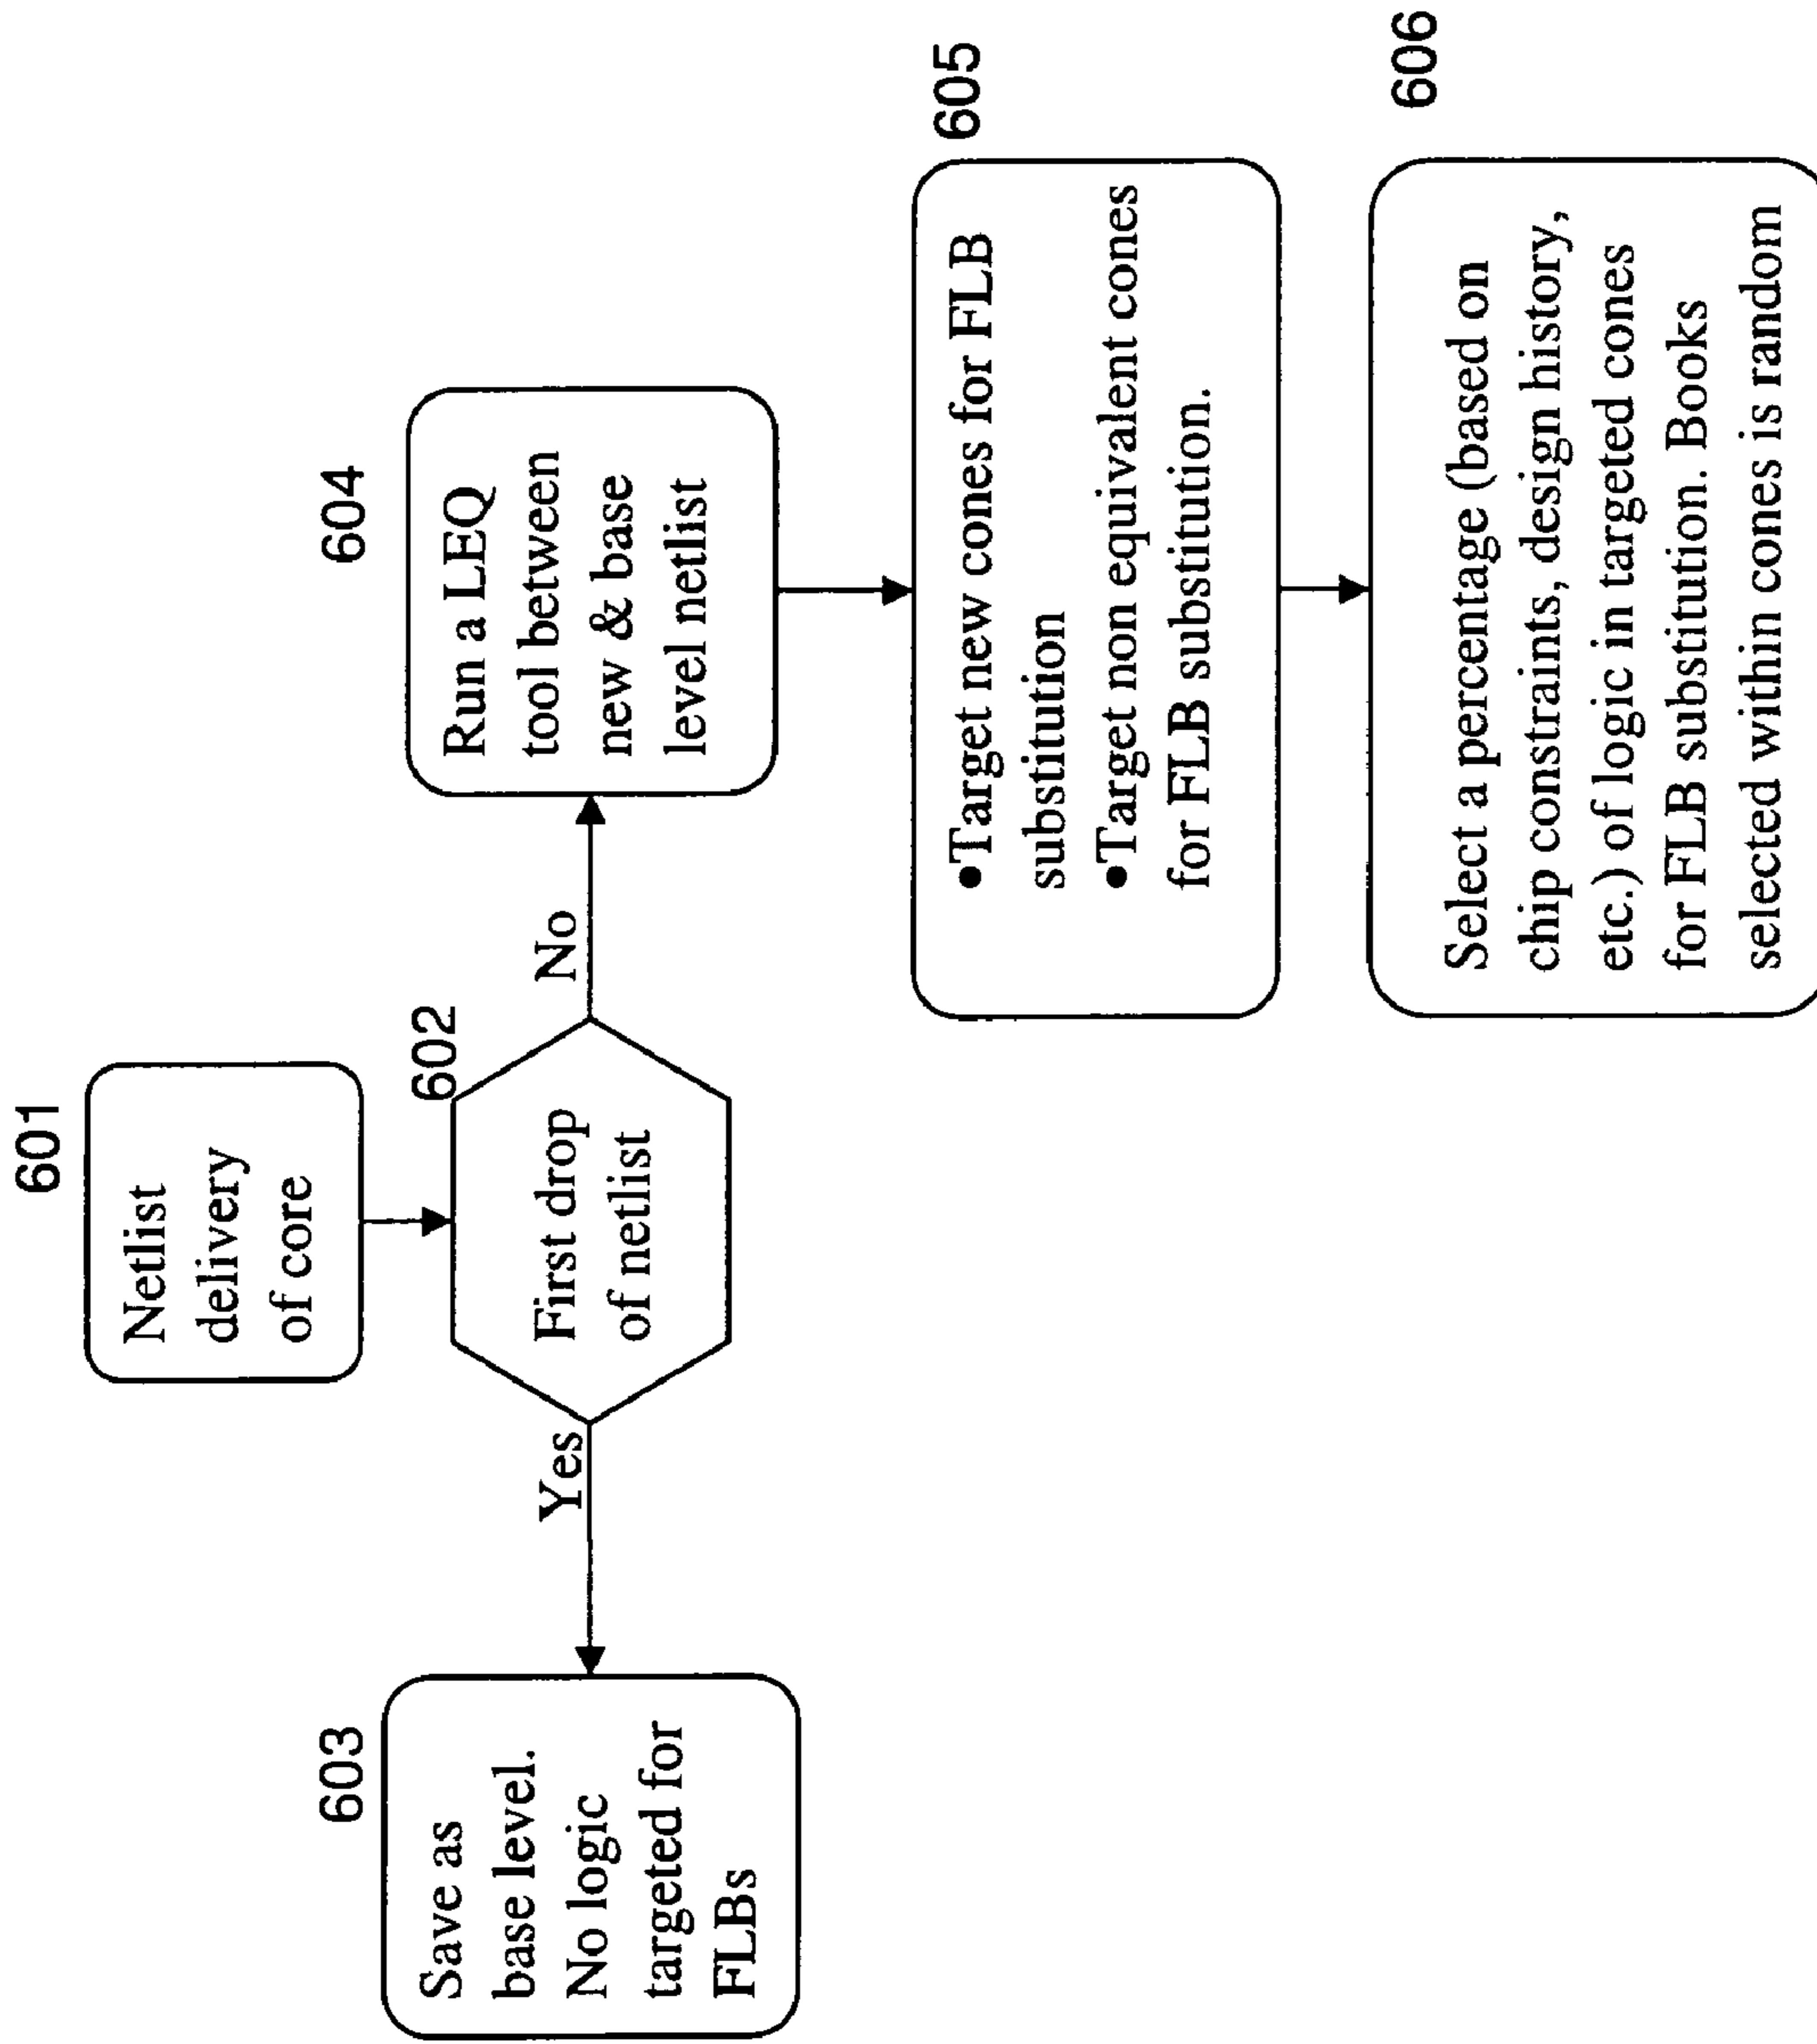 601
Netlist
delivery
of core
602
First drop
of netlist
Yes
No
603
Save as
base level.
No logic
targeted for
FLBs
604
Run a LEQ
tool between
new & base
level netlist
605
•Target new cones for FLB
substitution
•Target non equivalent cones
for FLB substitution.
606
Select a percentage (based on
chip constraints, design history,
etc.) of logic in targeted cones
for FLB substitution. Books
selected within cones is random